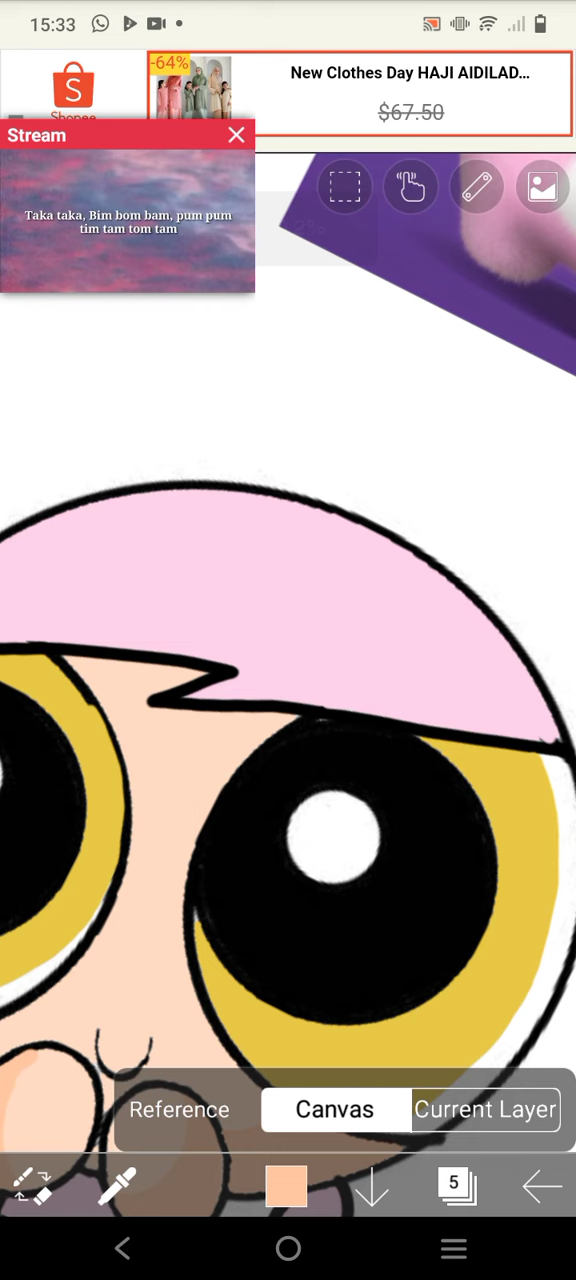 15:33
-64%
New Clothes Day HAJI AIDILAD...
$67.50
Shopee
Stream
Taka taka, Bim bom bam, pum pum
tim tam tom tam
Reference
Canvas
Current Layer
5